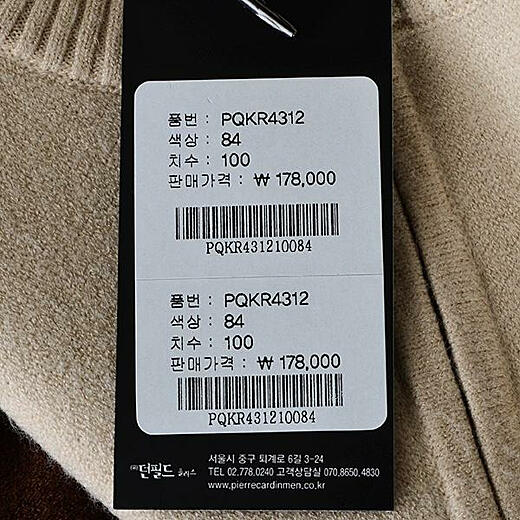 품번 : PQKR4312
색상 : 84
치수 : 100
판매가격 : ₩ 178,000
PQKR431210084
품번 : PQKR4312
색상 : 84
치수 : 100
판매가격 : ₩ 178,000
PQKR431210084
서울시 중구 퇴계로 6길 3-24
㈜던필드 플러스 TEL 02.778.0240 고객상담실 070.8650.4830
www.pierrecardinmen.co.kr